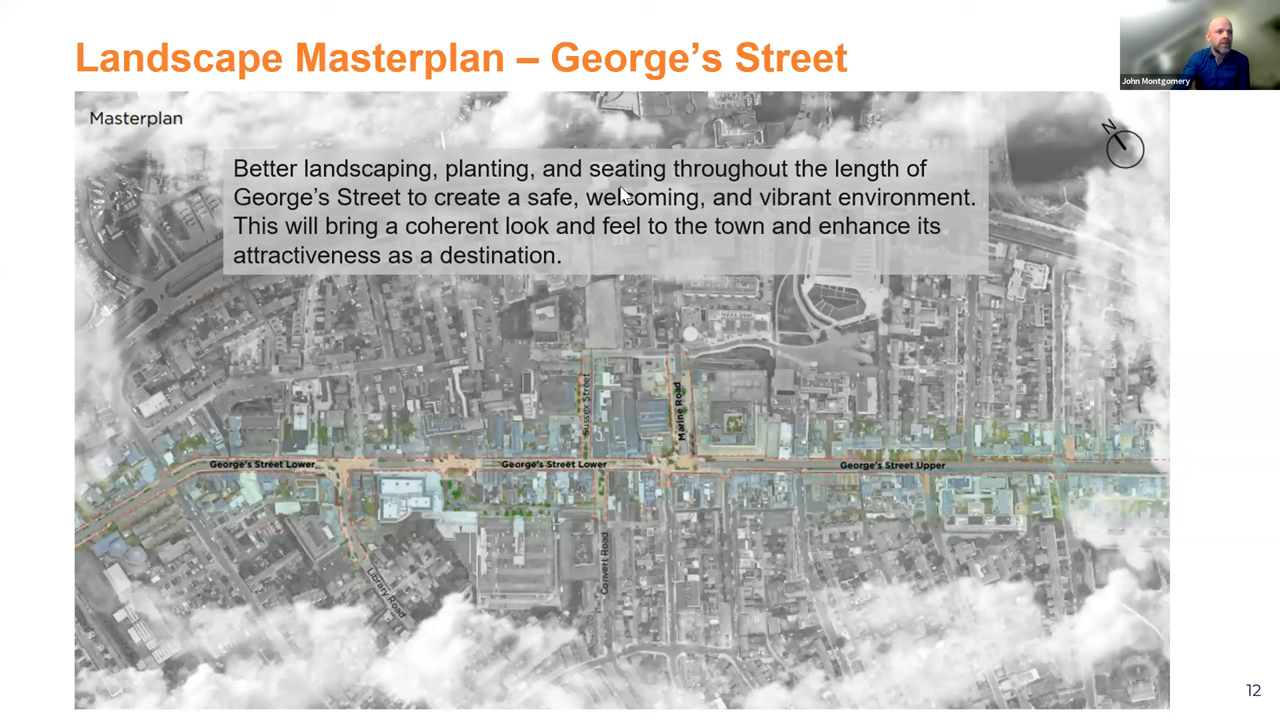 Landscape Masterplan – George's Street
John Montgomery
Masterplan
N
Better landscaping, planting, and seating throughout the length of
George's Street to create a safe, welcoming, and vibrant environment.
This will bring a coherent look and feel to the town and enhance its
attractiveness as a destination.
Sussex Street
Marine Road
George's Street Lower
George's Street Lower
George's Street Upper
Library Road
Convert Road
12